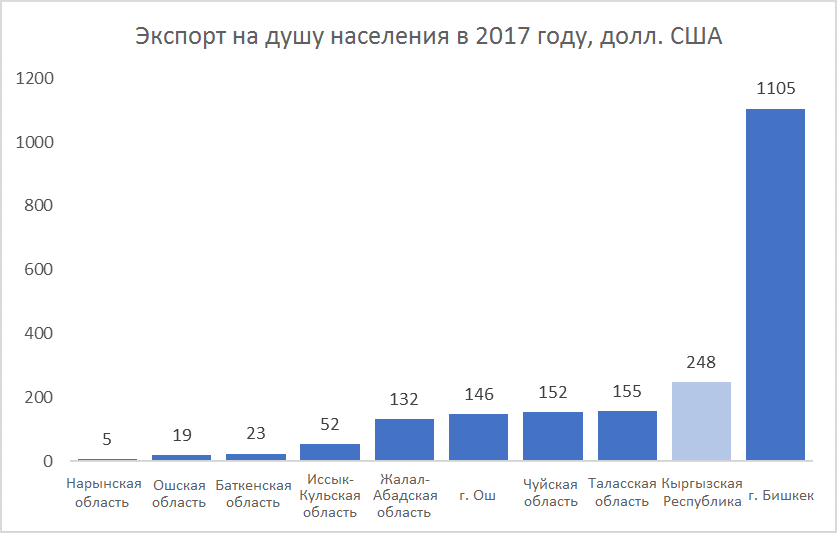 Экспорт на душу населения в 2017 году, долл. США
1200
1000
800
600
400
200
0
5
19
23
52
132
146
152
155
248
1105
Нарынская
область
Ошская
область
Баткенская
область
Иссык-
Кульская
область
Жалал-
Абадская
область
г. Ош
Чуйская
область
Таласская
область
Кыргызская
Республика
г. Бишкек